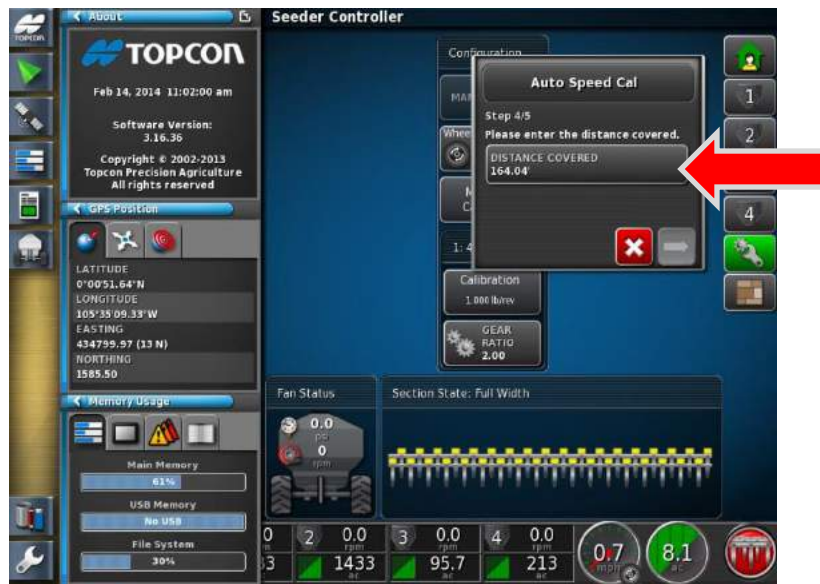 TOPCON
About
TOPCON
Feb 14, 2014 11:02:00 am
Software Version:
3.16.36
Copyright © 2002-2013
Topcon Precision Agriculture
All rights reserved
GPS Position
LATITUDE
0°00'51.64"N
LONGITUDE
105°35'09.33"W
EASTING
434799.97 (13 N)
NORTHING
1585.50
Memory Usage
Main Memory
61%
USB Memory
No USB
File System
30%
Seeder Controller
Configuration
Auto Speed Cal
Step 4/5
Please enter the distance covered.
DISTANCE COVERED
164.04'
Calibration
1.000 lb/rev
GEAR
RATIO
2.00
1
2
4
Fan Status
0.0
psi
0
rpm
Section State: Full Width
0
2
0.0
rpm
1433
ac
3
0.0
rpm
95.7
ac
4
0.0
rpm
213
ac
0.7
mph
8.1
ac